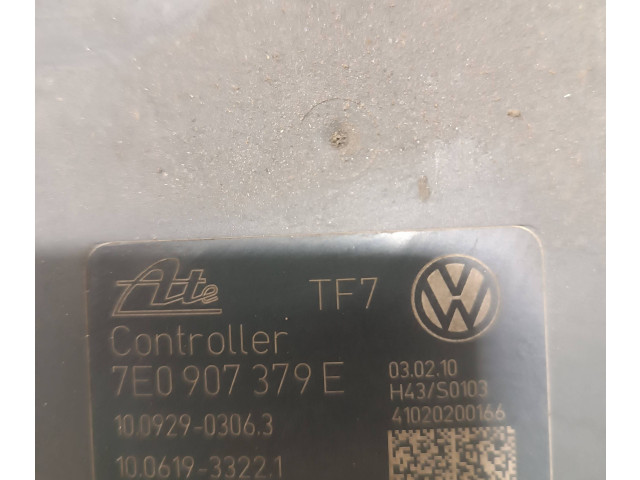 Ate
TF7
Controller
7E0 907 379 E
03.02.10
H43/S0103
10.0929-0306.3
41020200166
10.0619-3322.1